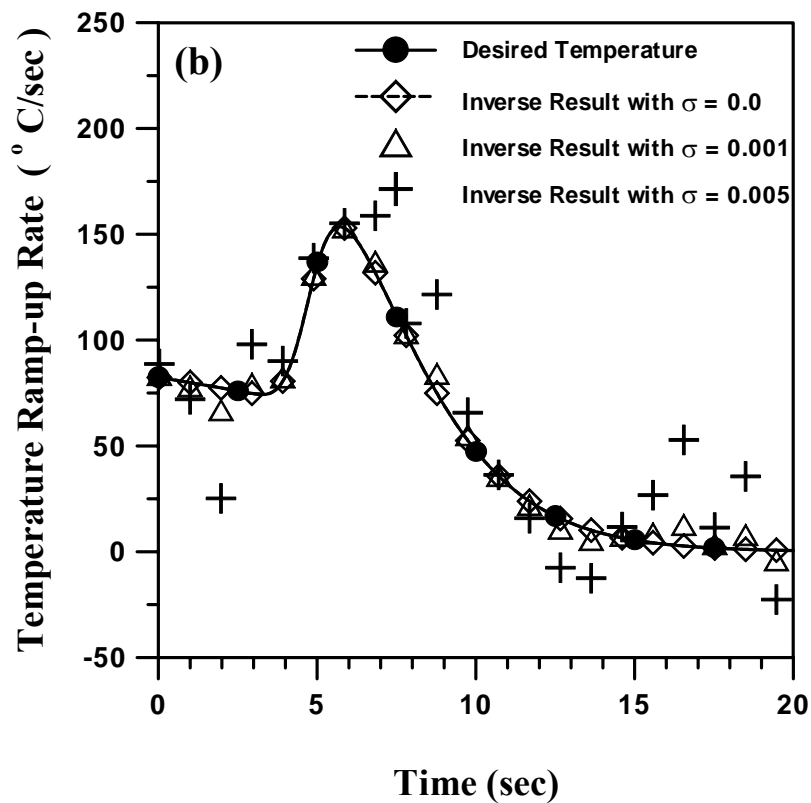 (b)
Desired Temperature
Inverse Result with σ = 0.0
Inverse Result with σ = 0.001
Inverse Result with σ = 0.005
Temperature Ramp-up Rate ( ° C/sec )
250
200
150
100
50
0
-50
0 5 10 15 20
Time (sec)